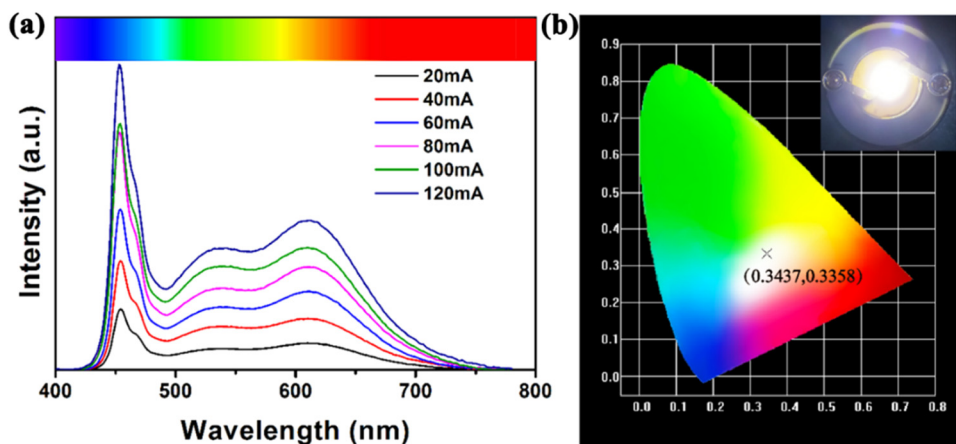 (a)
20mA
40mA
60mA
80mA
100mA
120mA
Intensity (a.u.)
400 500 600 700 800
Wavelength (nm)
(b)
0.9
0.8
0.7
0.6
0.5
0.4
0.3
0.2
0.1
0.0
(0.3437,0.3358)
0.0 0.1 0.2 0.3 0.4 0.5 0.6 0.7 0.8